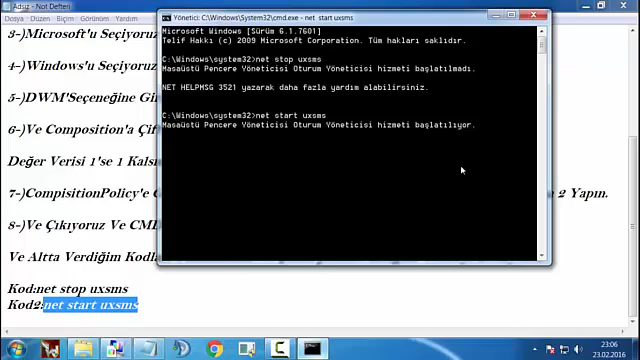 Adsız - Not Defteri
Dosya Düzen Biçim Görünüm Yardım
3-)Microsoft'u Seçiyoruz
4-)Windows'u Seçiyoruz
5-)DWM'Seçeneğine Gi
6-)Ve Composition'a Çift
Değer Verisi 1'se 1 Kalsı
7-)CompisitionPolicy'e G
n 2 Yapın.
8-)Ve Çıkıyoruz Ve CMD
Ve Altta Verdiğim Kodl
Kod:net stop uxsms
Kod2:net start uxsms
Yönetici: C:\Windows\System32\cmd.exe - net start uxsms
Microsoft Windows [Sürüm 6.1.7601]
Telif Hakkı (c) 2009 Microsoft Corporation. Tüm hakları saklıdır.
C:\Windows\system32>net stop uxsms
Masaüstü Pencere Yöneticisi Oturum Yöneticisi hizmeti başlatılmadı.
NET HELPMSG 3521 yazarak daha fazla yardım alabilirsiniz.
C:\Windows\system32>net start uxsms
Masaüstü Pencere Yöneticisi Oturum Yöneticisi hizmeti başlatılıyor.
23:06
23.02.2016